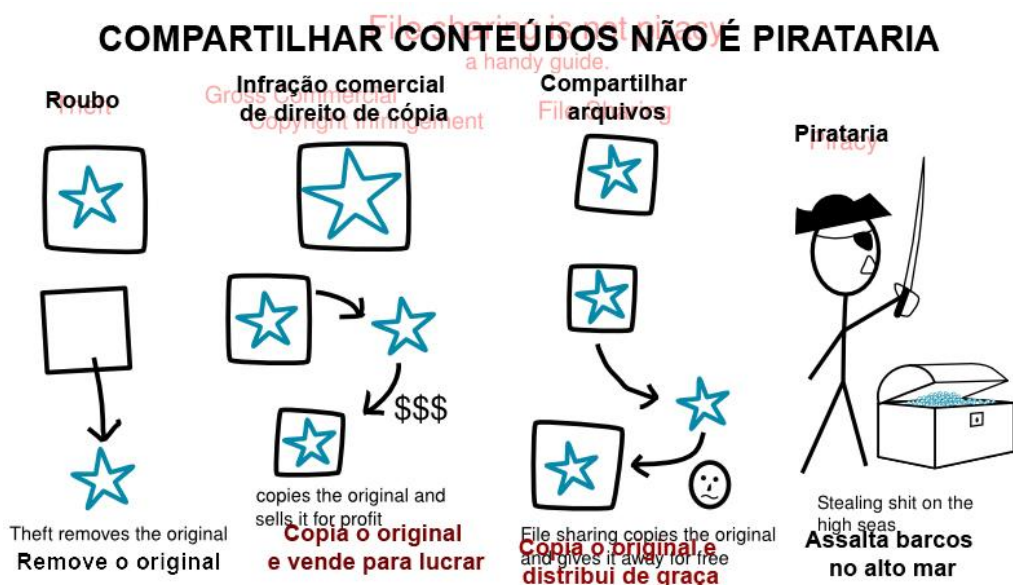 File sharing is not piracy
COMPARTILHAR CONTEÚDOS NÃO É PIRATARIA
a handy guide.
Theft
Roubo
Gross Commercial
Copyright Infringement
Infração comercial
de direito de cópia
File Sharing
Compartilhar
arquivos
Piracy
Pirataria
$$$
Theft removes the original
Remove o original
copies the original and
sells it for profit
Copia o original
e vende para lucrar
File sharing copies the original
and gives it away for free
Copia o original e
distribui de graça
Stealing shit on the
high seas
Assalta barcos
no alto mar